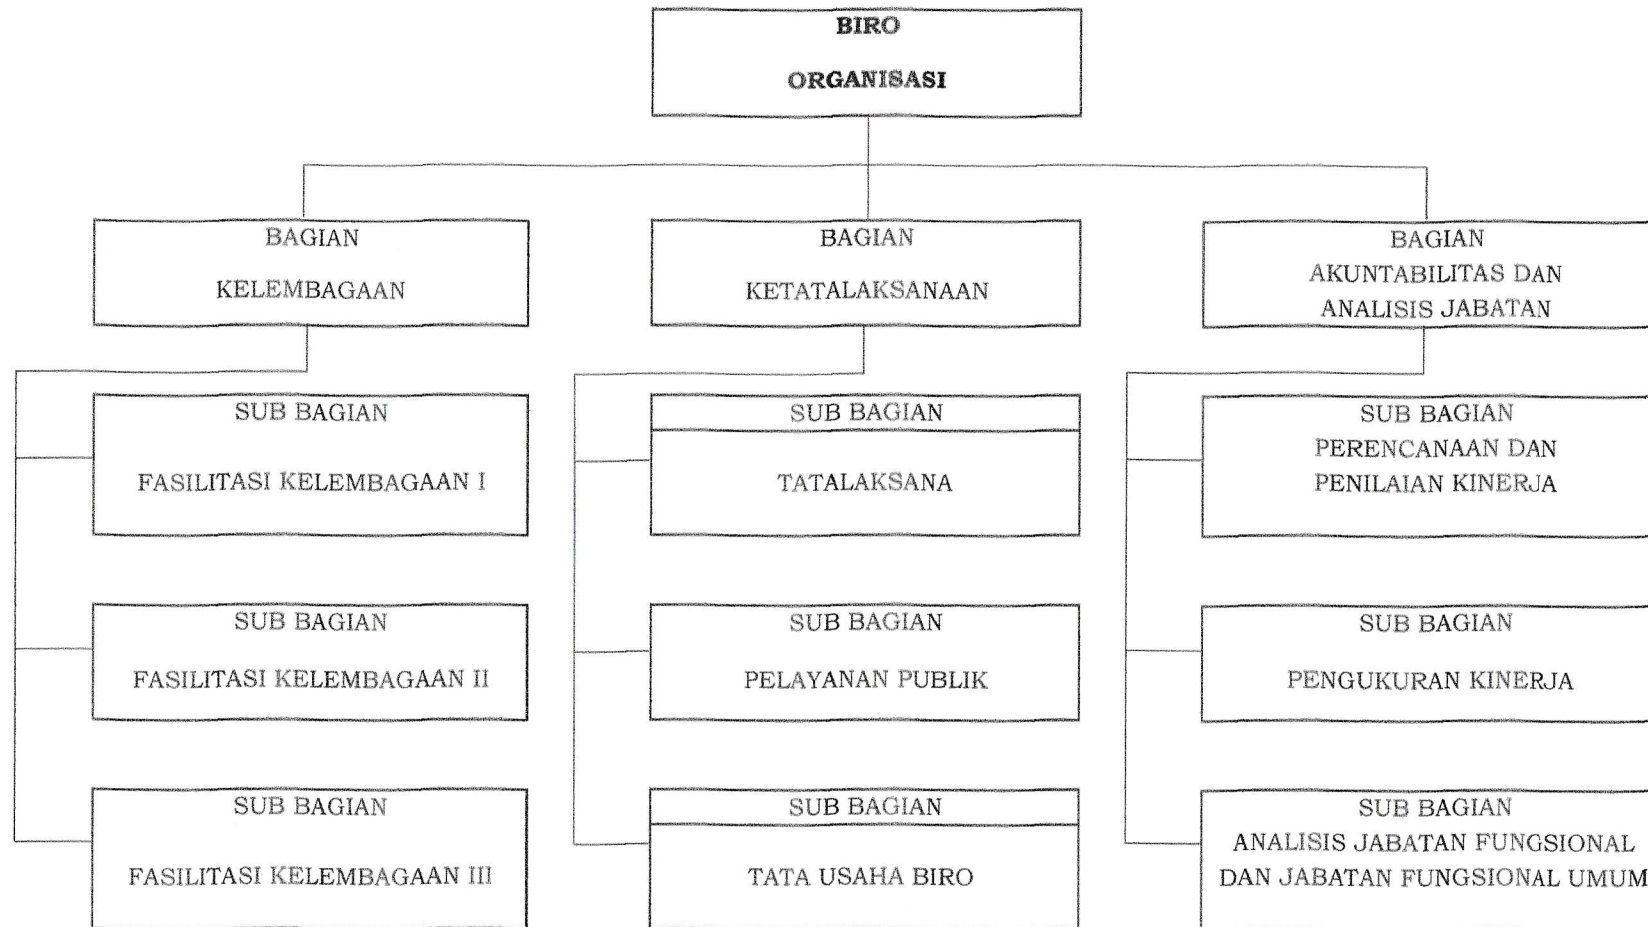 BIRO
ORGANISASI
BAGIAN
KELEMBAGAAN
BAGIAN
KETATALAKSANAAN
BAGIAN
AKUNTABILITAS DAN
ANALISIS JABATAN
SUB BAGIAN
FASILITASI KELEMBAGAAN I
SUB BAGIAN
TATALAKSANA
SUB BAGIAN
PERENCANAAN DAN
PENILAIAN KINERJA
SUB BAGIAN
FASILITASI KELEMBAGAAN II
SUB BAGIAN
PELAYANAN PUBLIK
SUB BAGIAN
PENGUKURAN KINERJA
SUB BAGIAN
FASILITASI KELEMBAGAAN III
SUB BAGIAN
TATA USAHA BIRO
SUB BAGIAN
ANALISIS JABATAN FUNGSIONAL
DAN JABATAN FUNGSIONAL UMUM